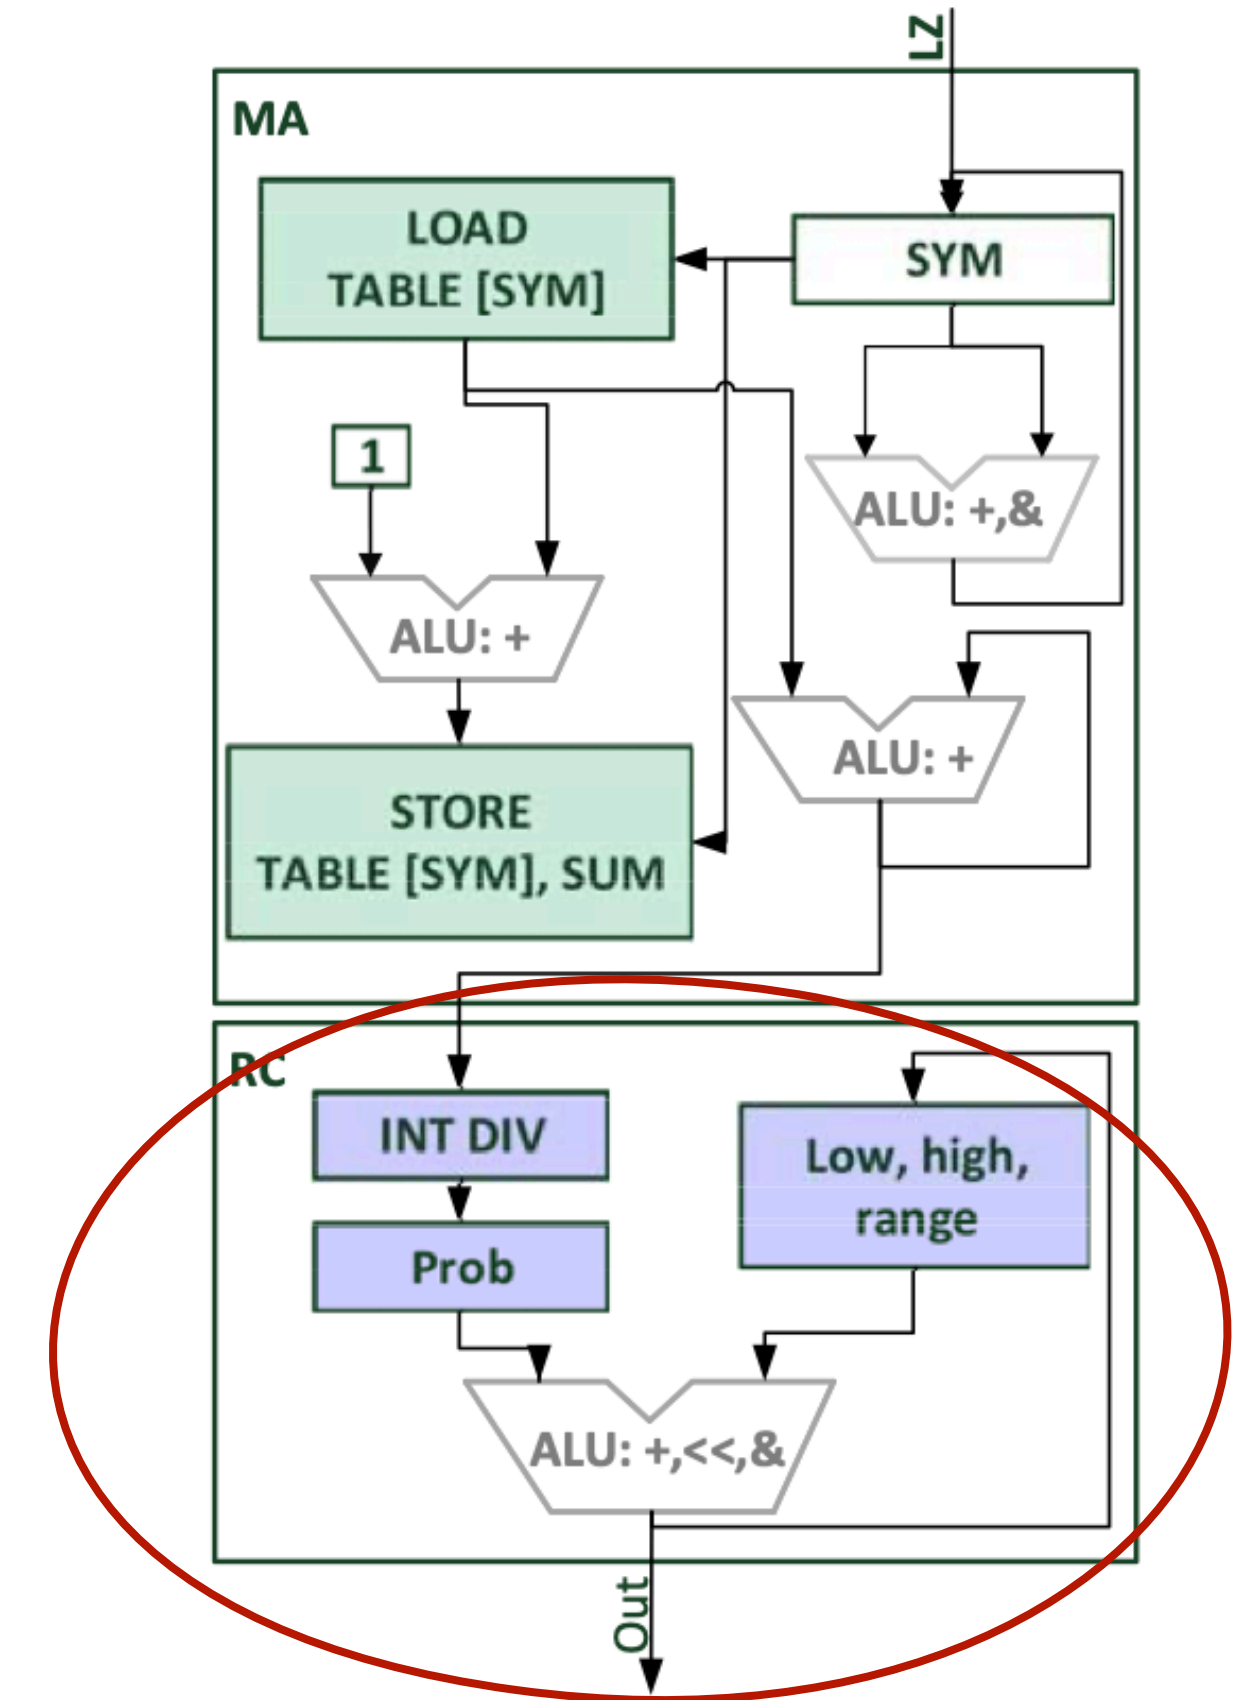 LZ
MA
LOAD
TABLE [SYM]
SYM
1
ALU: +,&
ALU: +
ALU: +
STORE
TABLE [SYM], SUM
RC
INT DIV
Low, high,
range
Prob
ALU: +,<<,&
Out